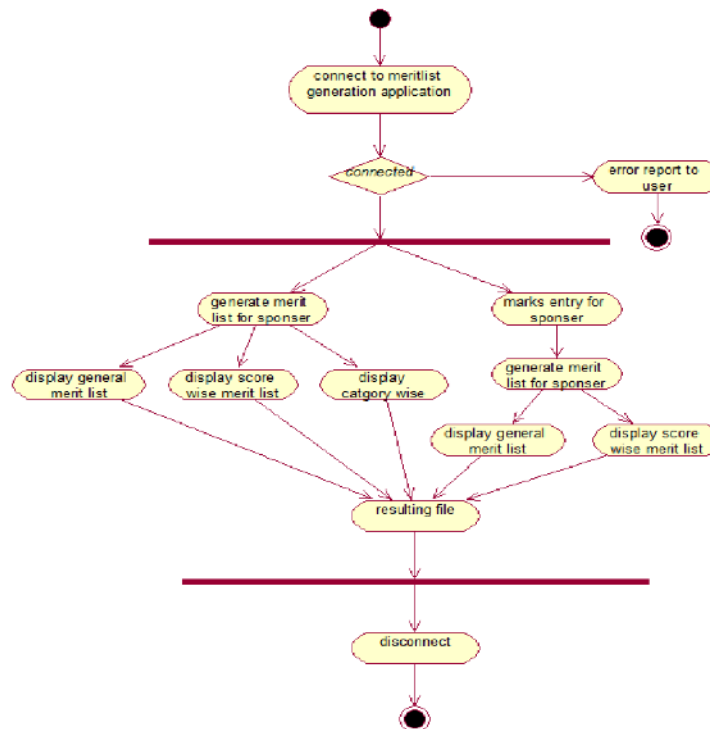 connect to meritlist
generation application
connected
error report to
user
generate merit
list for sponser
marks entry for
sponser
display general
merit list
display score
wise merit list
display
catgory wise
generate merit
list for sponser
display general
merit list
display score
wise merit list
resulting file
disconnect